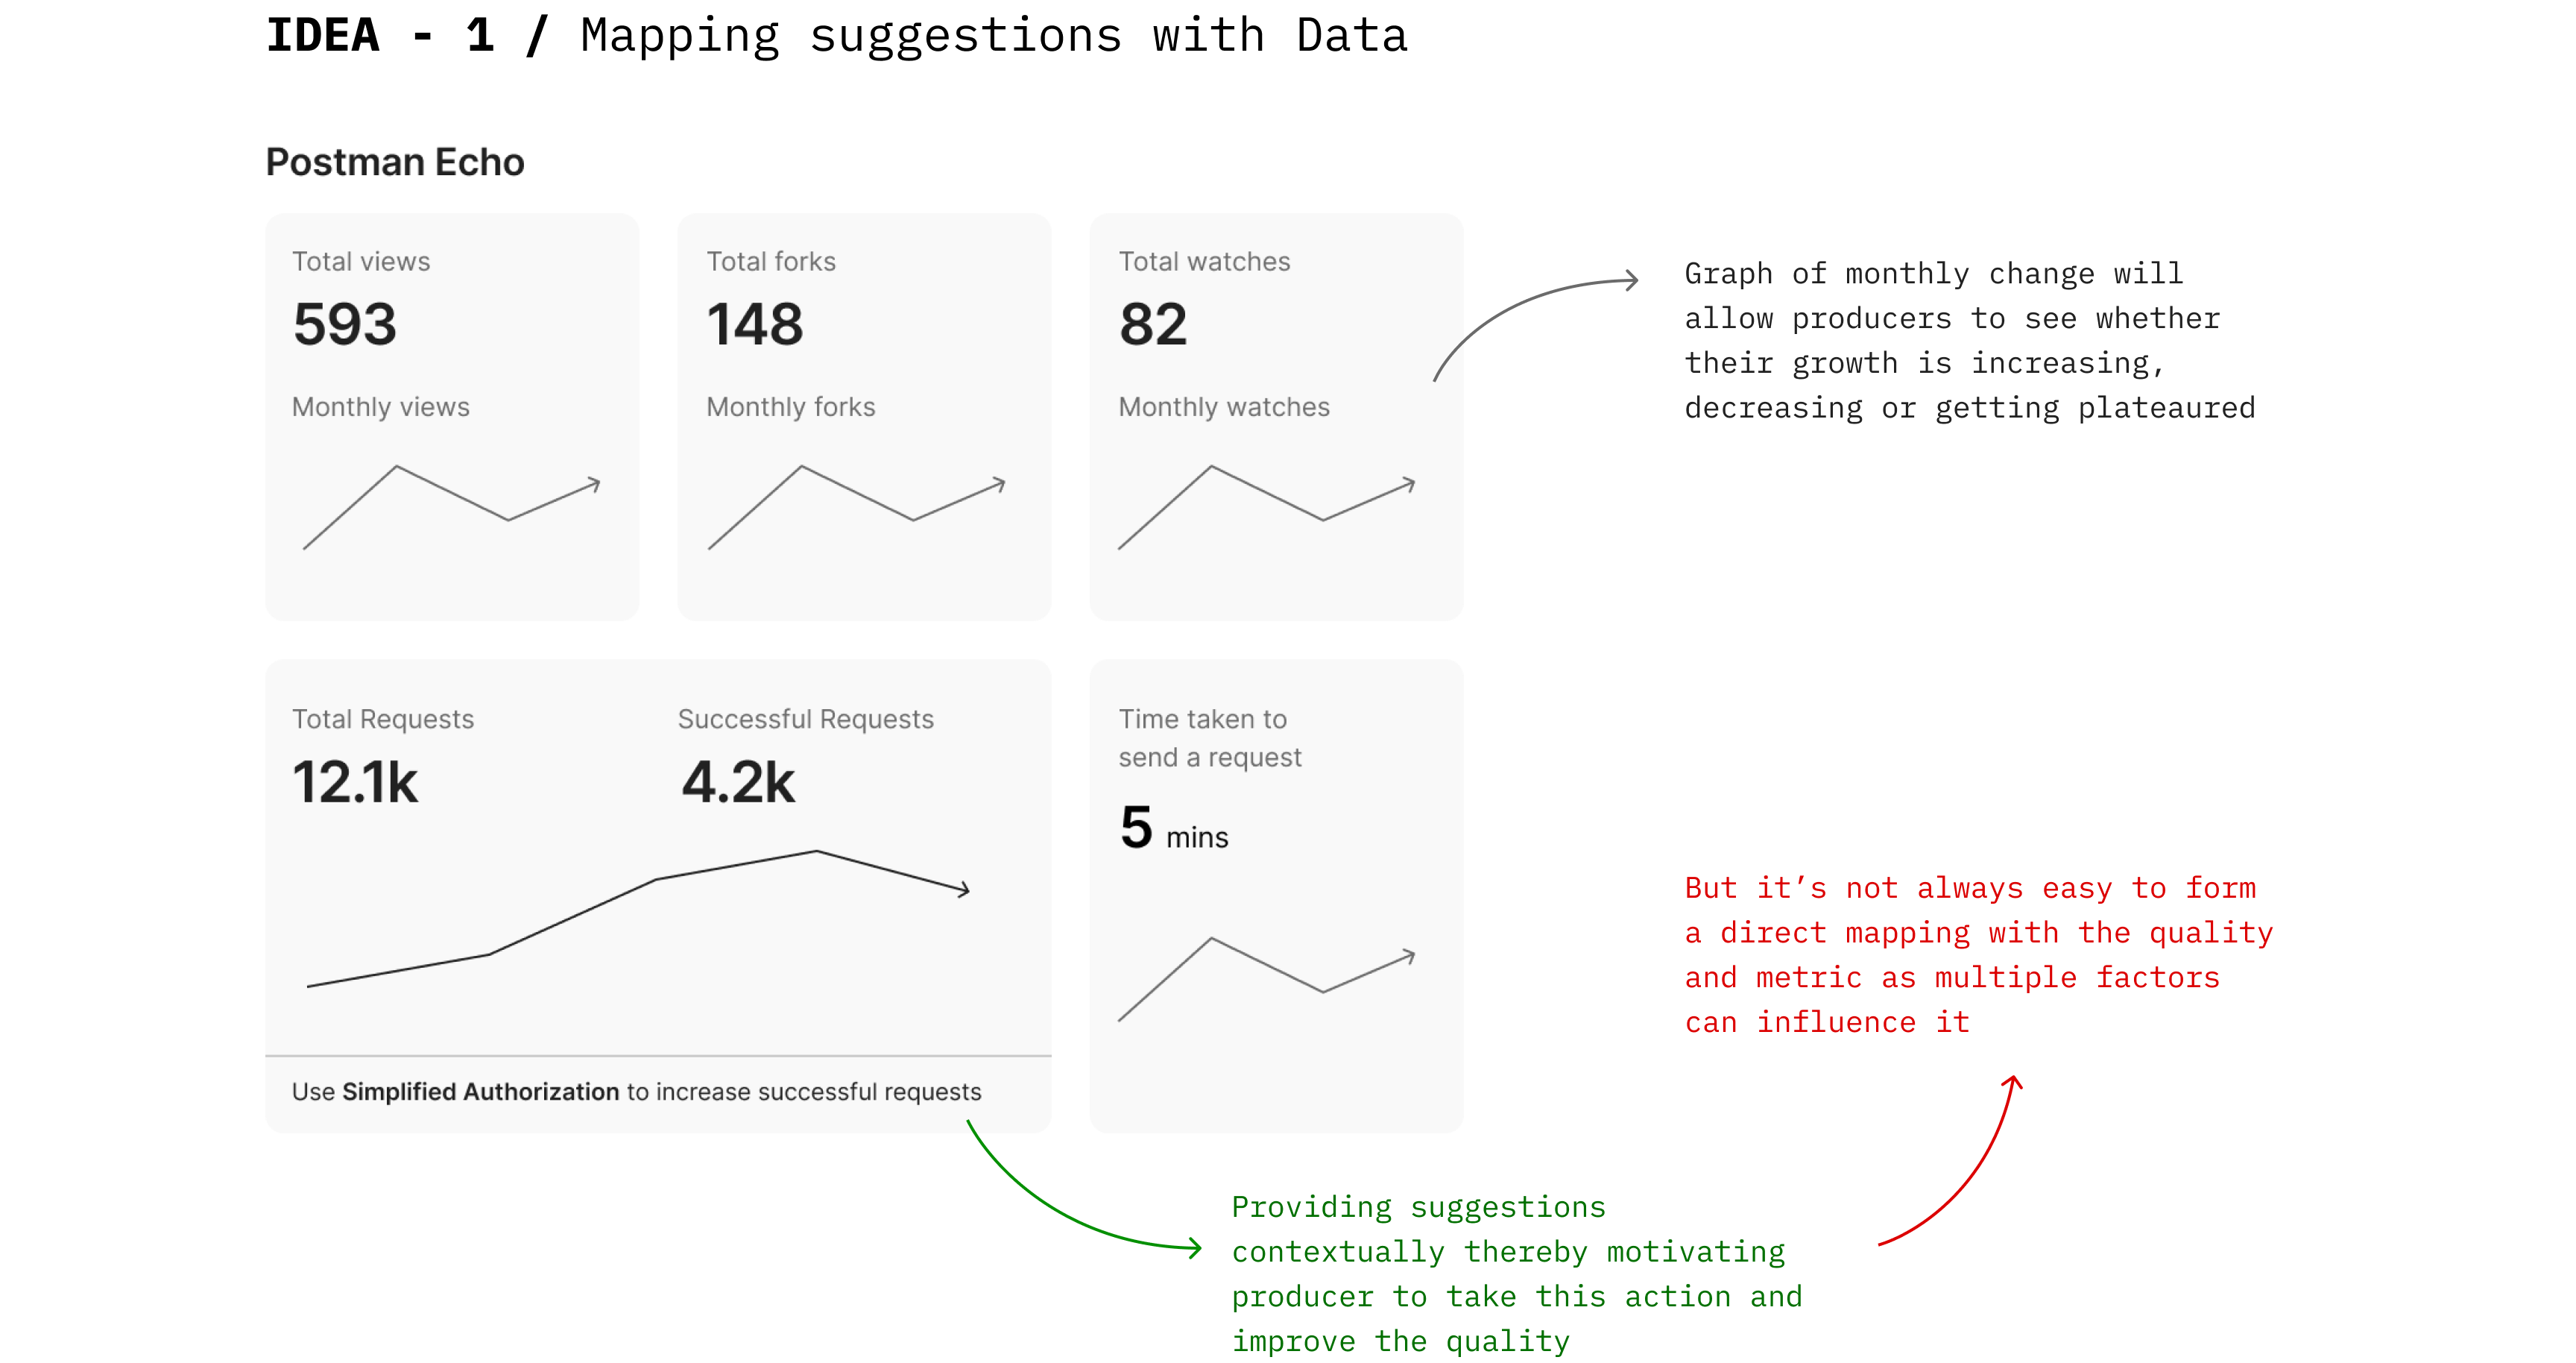 IDEA - 1 / Mapping suggestions with Data
Postman Echo
Total views
593
Monthly views
Total forks
148
Monthly forks
Total watches
82
Monthly watches
Graph of monthly change will
allow producers to see whether
their growth is increasing,
decreasing or getting plateaured
Total Requests
12.1k
Successful Requests
4.2k
Use Simplified Authorization to increase successful requests
Time taken to
send a request
5 mins
But it’s not always easy to form
a direct mapping with the quality
and metric as multiple factors
can influence it
Providing suggestions
contextually thereby motivating
producer to take this action and
improve the quality